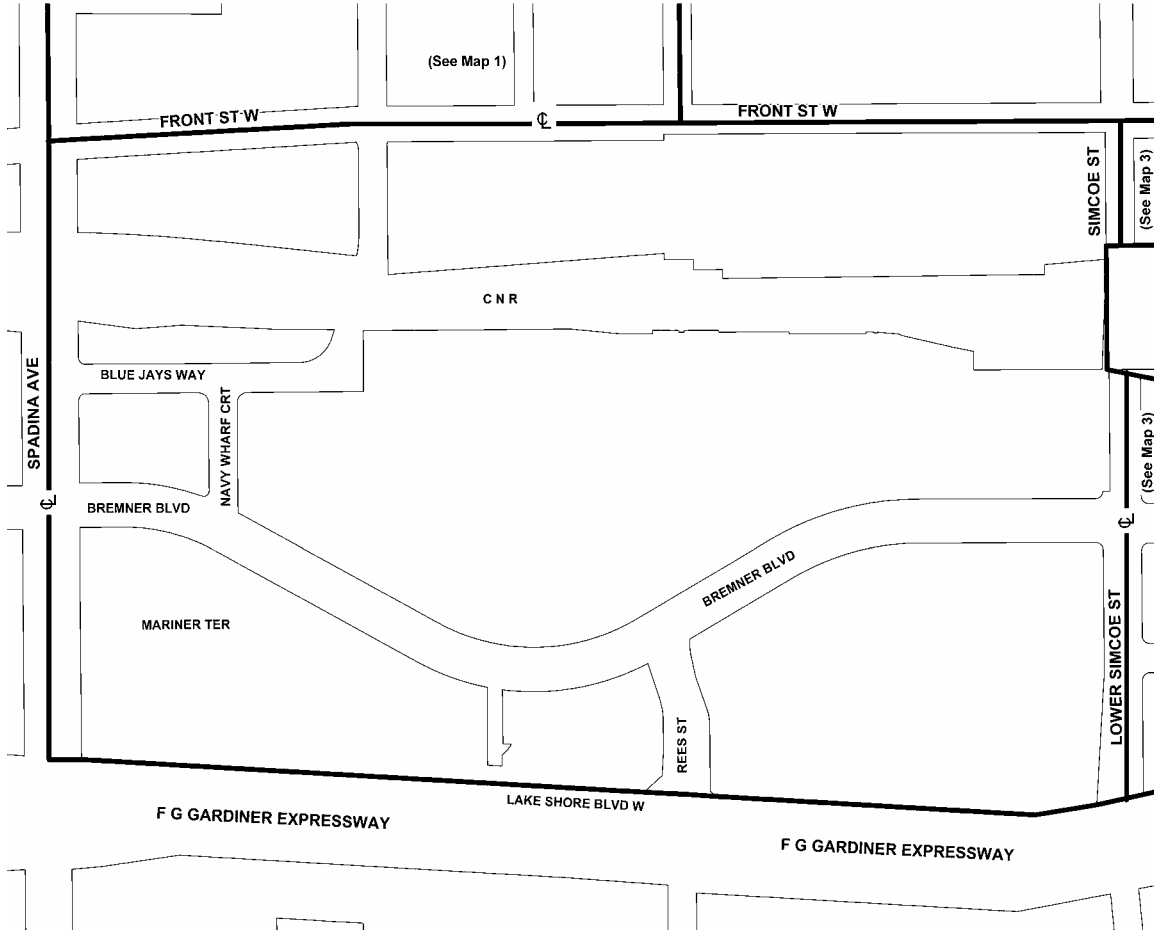 (See Map 1)
FRONT ST W
℄
FRONT ST W
SIMCOE ST
(See Map 3)
C N R
SPADINA AVE
BLUE JAYS WAY
NAVY WHARF CRT
(See Map 3)
℄
BREMNER BLVD
℄
BREMNER BLVD
MARINER TER
LOWER SIMCOE ST
REES ST
LAKE SHORE BLVD W
F G GARDINER EXPRESSWAY
F G GARDINER EXPRESSWAY